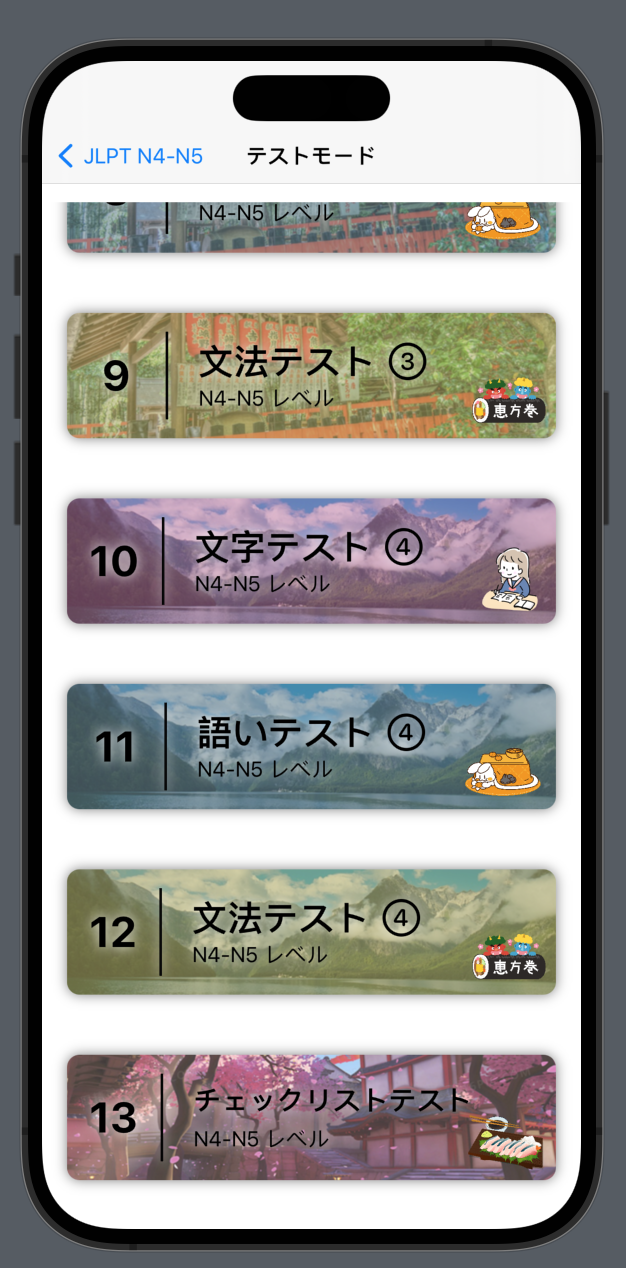 JLPT N4-N5
テストモード
N4-N5 レベル
9
文法テスト ③
N4-N5 レベル
恵方巻
10
文字テスト ④
N4-N5 レベル
11
語いテスト ④
N4-N5 レベル
12
文法テスト ④
N4-N5 レベル
恵方巻
13
チェックリストテスト
N4-N5 レベル